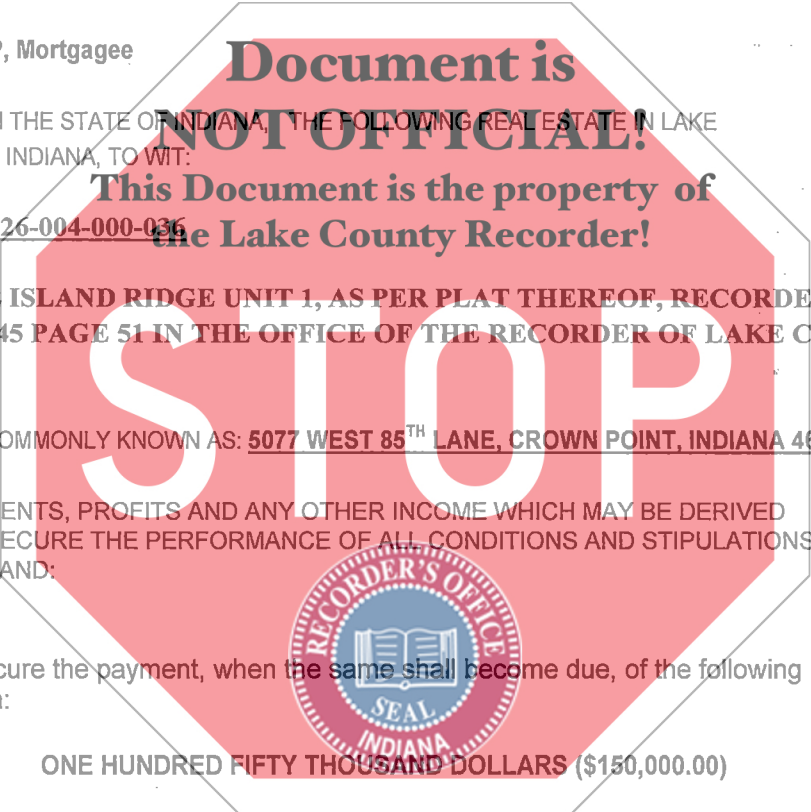 , Mortgagee
Document is
THE STATE OF INDIANA, THE FOLLOWING REAL ESTATE IN LAKE
NOT OFFICIAL!
INDIANA, TO WIT:
This Document is the property of
26-004-000-036
the Lake County Recorder!
ISLAND RIDGE UNIT 1, AS PER PLAT THEREOF, RECORDE
45 PAGE 51 IN THE OFFICE OF THE RECORDER OF LAKE C
STOP
OMMONLY KNOWN AS: 5077 WEST 85TH LANE, CROWN POINT, INDIANA 46
ENTS, PROFITS AND ANY OTHER INCOME WHICH MAY BE DERIVED
ECURE THE PERFORMANCE OF ALL CONDITIONS AND STIPULATIONS
AND:
RECORDER'S OFFICE
cure the payment, when the same shall become due, of the following
:
SEAL
INDIANA
ONE HUNDRED FIFTY THOUSAND DOLLARS ($150,000.00)